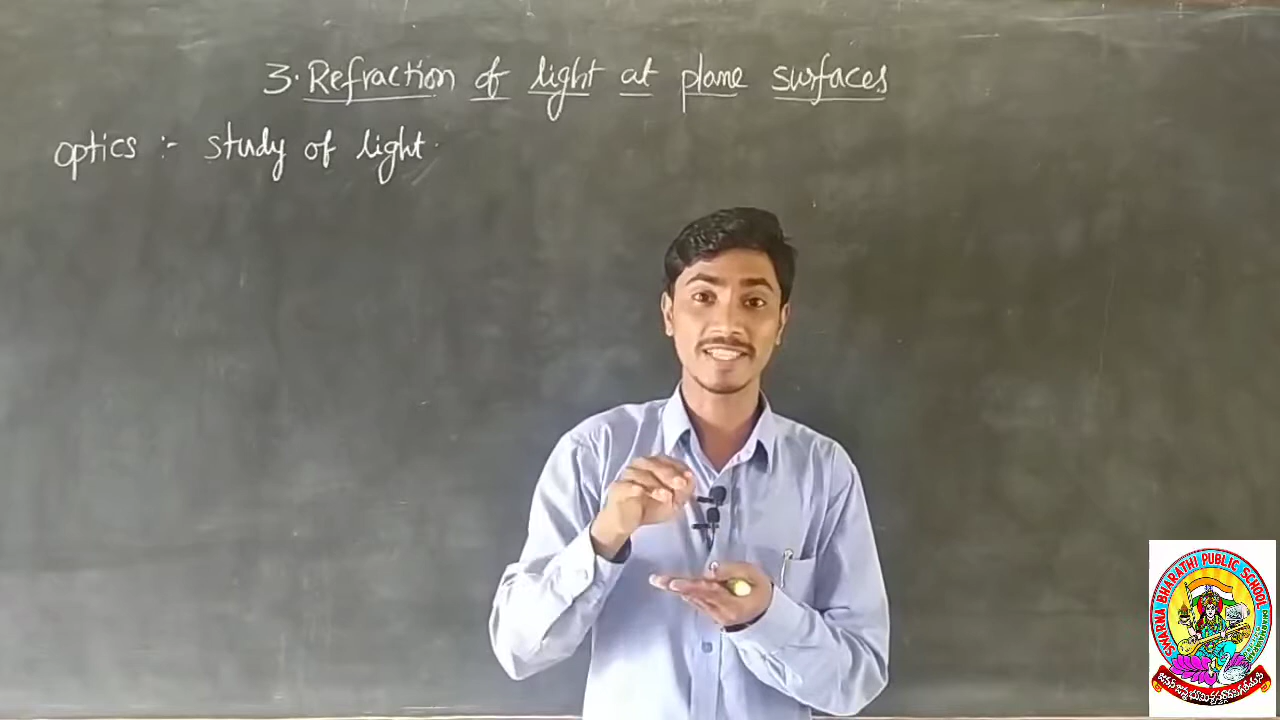 3. Refraction of light at plane surfaces
optics :- study of light.
SWARNA BHARATHI PUBLIC SCHOOL